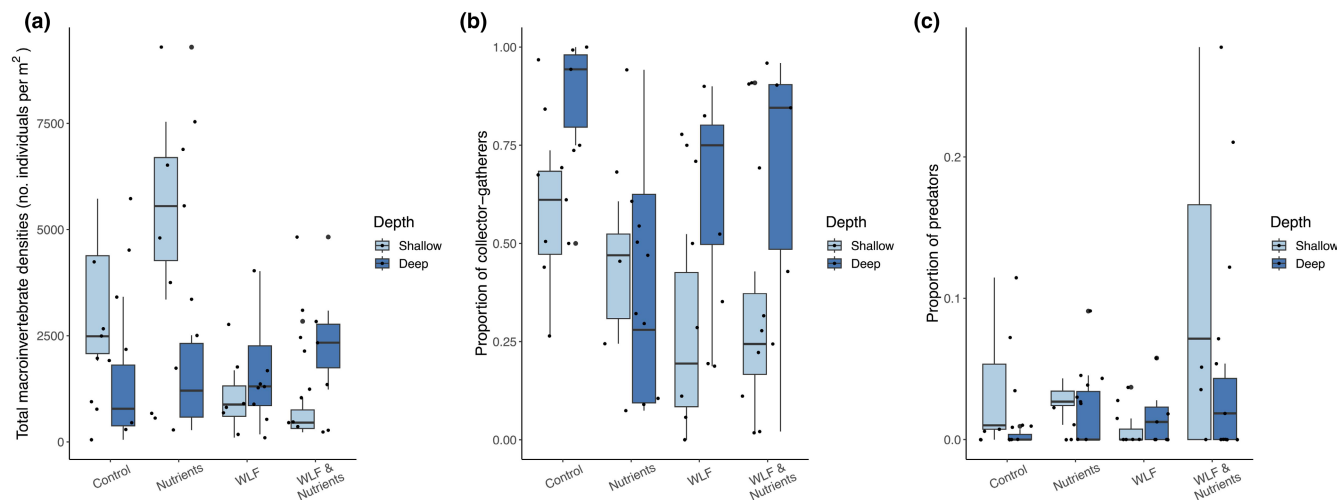 (a)
Total macroinvertebrate densities (no. individuals per m²)
7500
5000
2500
0
Control
Nutrients
WLF
WLF &
Nutrients
Depth
Shallow
Deep
(b)
Proportion of collector−gatherers
1.00
0.75
0.50
0.25
0.00
Control
Nutrients
WLF
WLF &
Nutrients
Depth
Shallow
Deep
(c)
Proportion of predators
0.2
0.1
0.0
Control
Nutrients
WLF
WLF &
Nutrients
Depth
Shallow
Deep